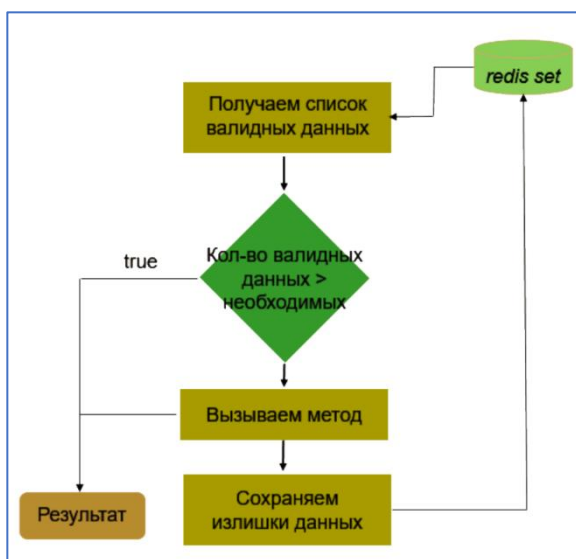 redis set
Получаем список
валидных данных
Кол-во валидных
данных >
необходимых
true
Вызываем метод
Сохраняем
излишки данных
Результат